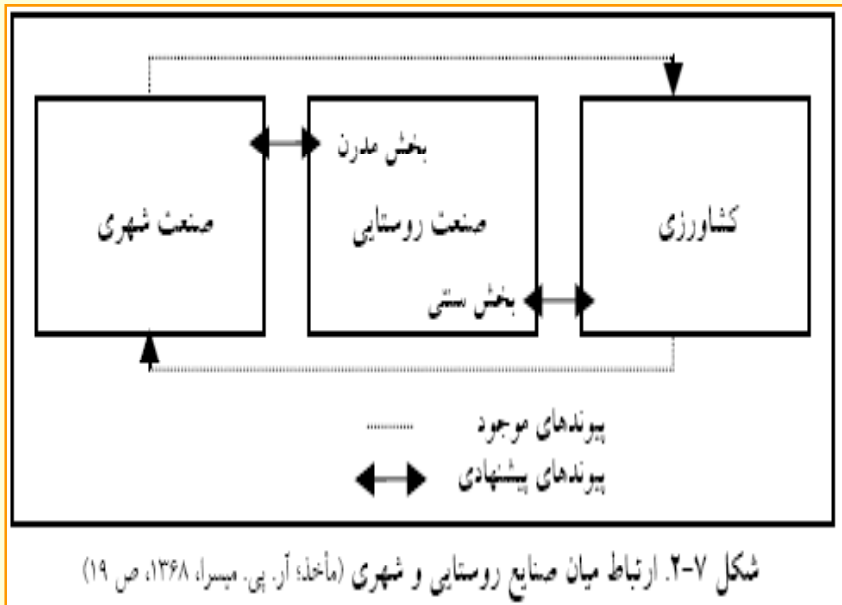 بخش مدرن
صنعت شهری
صنعت روستایی
کشاورزی
بخش سنتی
پیوندهای موجود
پیوندهای پیشنهادی
شکل ۷-۲. ارتباط میان صنایع روستایی و شهری (مأخذ؛ آر. پی. میسرا، ۱۳۶۸، ص ۱۹)